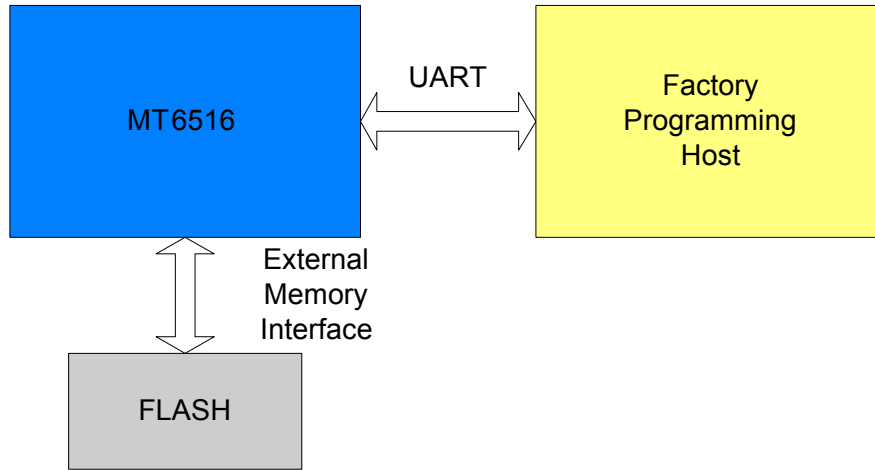 MT6516
UART
Factory
Programming
Host
External
Memory
Interface
FLASH